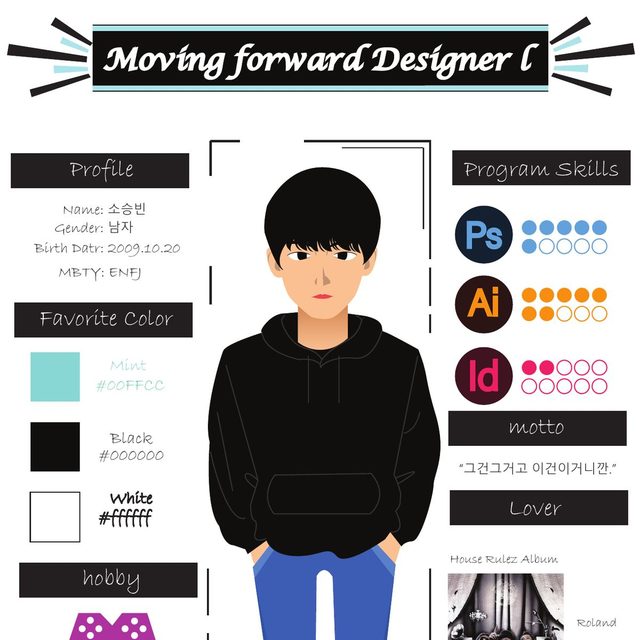 Moving forward Designer l
Profile
Name: 소승빈
Gender: 남자
Birth Datr: 2009.10.20
MBTY: ENFJ
Favorite Color
Mint
#00FFCC
Black
#000000
White
#ffffff
hobby
Program Skills
Ps
Ai
Id
motto
“그건그거고 이건이거니깐.”
Lover
House Rulez Album
Roland